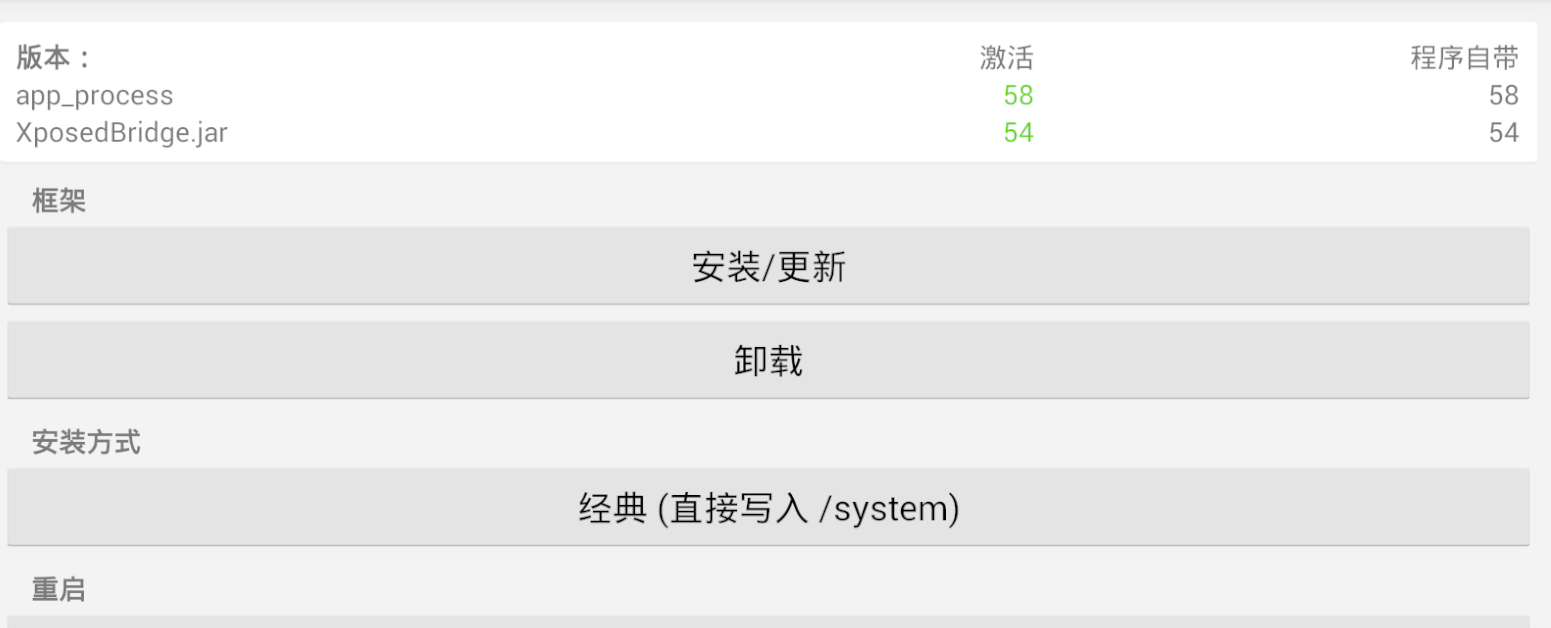 版本： 激活 程序自带
app_process 58 58
XposedBridge.jar 54 54
框架
安装/更新
卸载
安装方式
经典 (直接写入 /system)
重启